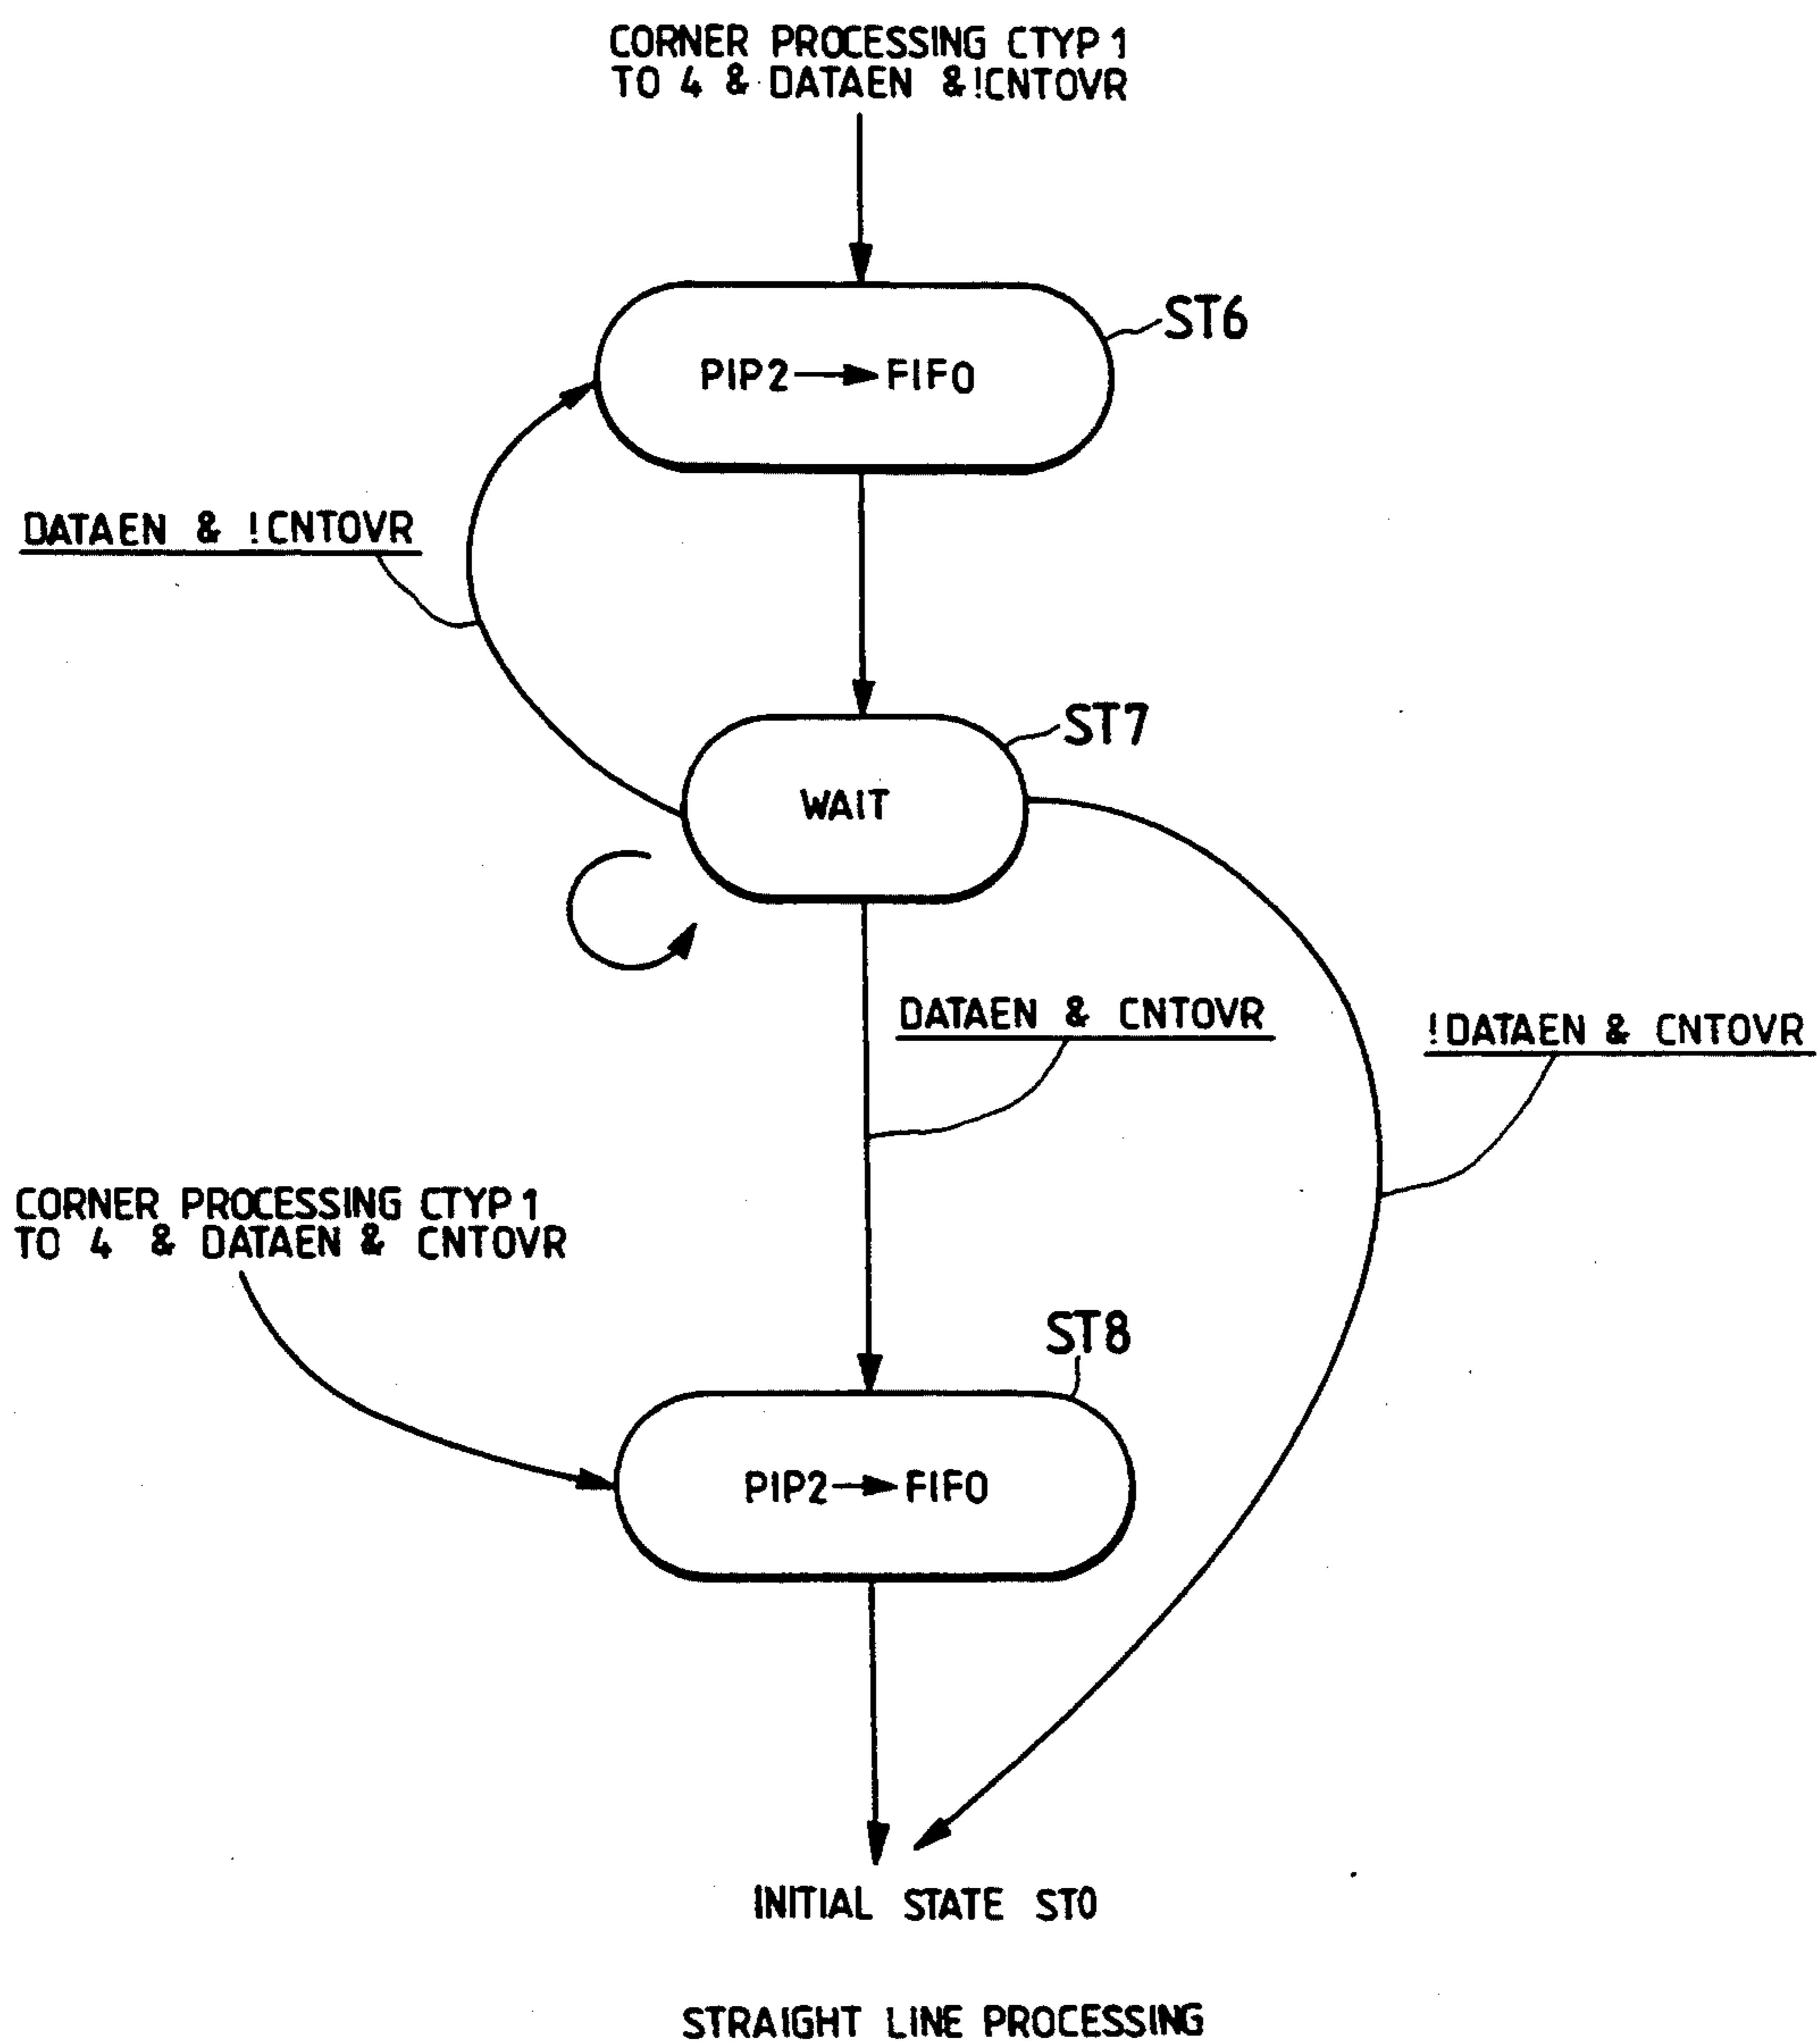 CORNER PROCESSING CTYP 1
TO 4 & DATAEN & !CNTOVR
ST6
PIP2 → FIFO
DATAEN & !CNTOVR
ST7
WAIT
DATAEN & CNTOVR
!DATAEN & CNTOVR
CORNER PROCESSING CTYP 1
TO 4 & DATAEN & CNTOVR
ST8
PIP2 → FIFO
INITIAL STATE ST0
STRAIGHT LINE PROCESSING